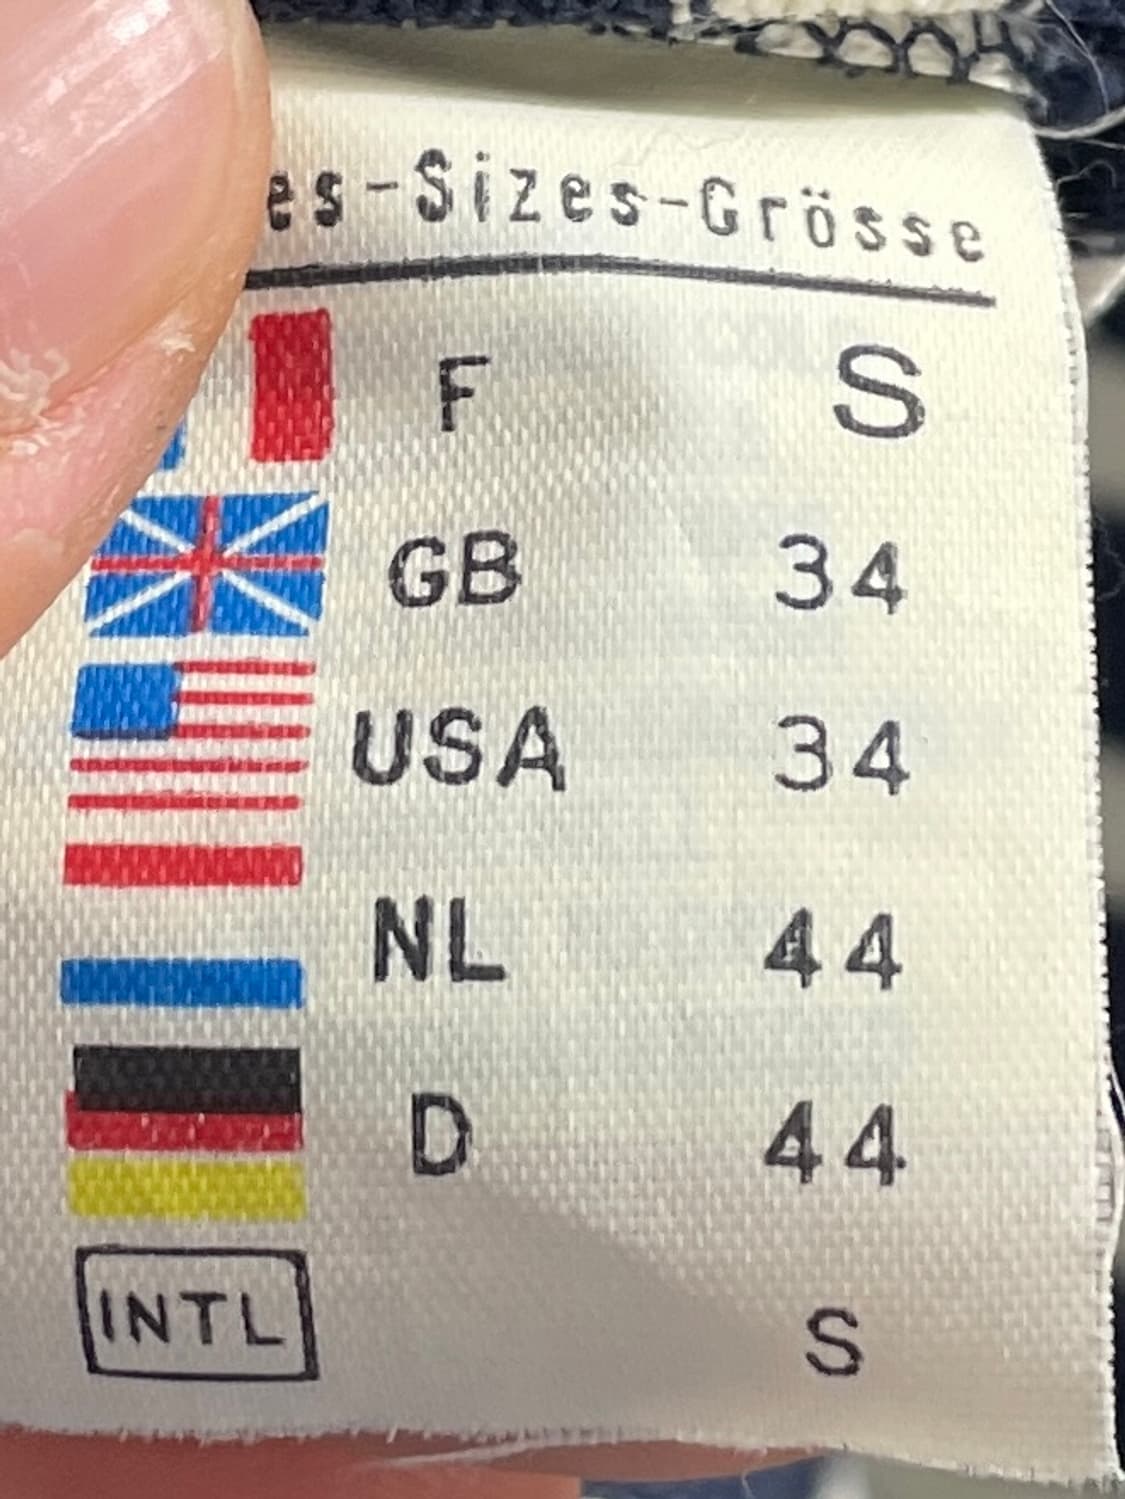 es-Sizes-Grösse
F S
GB 34
USA 34
NL 44
D 44
INTL S